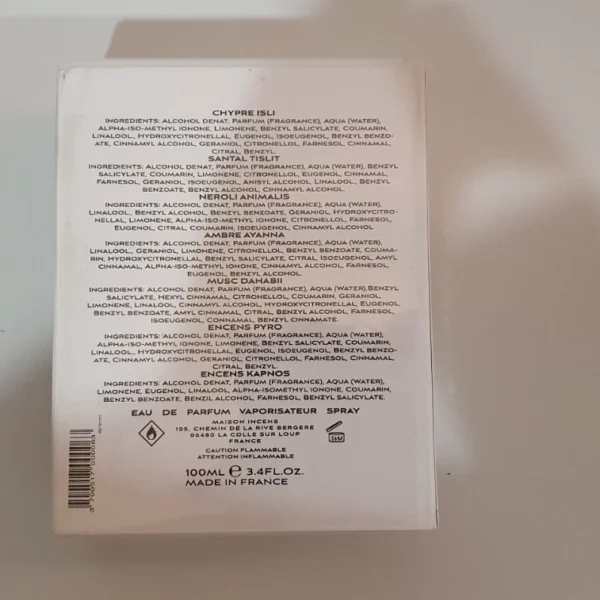 CHYPRE ISLI
INGREDIENTS: ALCOHOL DENAT, PARFUM (FRAGRANCE), AQUA (WATER),
ALPHA-ISO-METHYL IONONE, LIMONENE, BENZYL SALICYLATE, COUMARIN,
LINALOOL, HYDROXYCITRONELLAL, EUGENOL, ISOEUGENOL, BENZYL BENZO-
ATE, CINNAMYL ALCOHOL, GERANIOL, CITRONELLOL, FARNESOL, CINNAMAL,
CITRAL, BENZYL.
SANTAL TISLIT
INGREDIENTS: ALCOHOL DENAT, PARFUM (FRAGRANCE), AQUA (WATER), BENZYL
SALICYLATE, COUMARIN, LIMONENE, CITRONELLOL, EUGENOL, CINNAMAL,
FARNESOL, GERANIOL, ISOEUGENOL, ANISYL ALCOHOL, LINALOOL, BENZYL
BENZOATE, BENZYL ALCOHOL, CINNAMYL ALCOHOL.
NEROLI ANIMALIS
INGREDIENTS: ALCOHOL DENAT, PARFUM (FRAGRANCE), AQUA (WATER),
LINALOOL, BENZYL ALCOHOL, BENZYL BENZOATE, GERANIOL, HYDROXYCITRO-
NELLAL, LIMONENE, ALPHA-ISO-METHYL IONONE, CITRONELLOL, FARNESOL,
EUGENOL, CITRAL, COUMARIN, ISOEUGENOL, CINNAMYL ALCOHOL
AMBRE AYANNA
INGREDIENTS: ALCOHOL DENAT, PARFUM (FRAGRANCE), AQUA (WATER),
LINALOOL, GERANIOL, LIMONENE, CITRONELLOL, BENZYL BENZOATE, COUMA-
RIN, HYDROXYCITRONELLAL, BENZYL SALICYLATE, CITRAL, ISOEUGENOL, AMYL
CINNAMAL, ALPHA-ISO-METHYL IONONE, CINNAMYL ALCOHOL, FARNESOL,
EUGENOL, BENZYL ALCOHOL.
MUSC DAHABII
INGREDIENTS: ALCOHOL DENAT, PARFUM (FRAGRANCE), AQUA (WATER),BENZYL
SALICYLATE, HEXYL CINNAMAL, CITRONELLOL, COUMARIN, GERANIOL,
LIMONENE, LINALOOL, CINNAMYL ALCOHOL, HYDROXYCITRONELLAL, EUGENOL,
BENZYL BENZOATE, AMYL CINNAMAL, CITRAL, BENZYL ALCOHOL, FARNESOL,
ISOEUGENOL, CONNAMAL, BENZYL CINNAMATE.
ENCENS PYRO
INGREDIENTS: ALCOHOL DENAT, PARFUM (FRAGRANCE), AQUA (WATER),
ALPHA-ISO-METHYL IONONE, LIMONENE, BENZYL SALICYLATE, COUMARIN,
LINALOOL, HYDROXYCITRONELLAL, EUGENOL, ISOEUGENOL, BENZYL BENZO-
ATE, CINNAMYL ALCOHOL, GERANIOL, CITRONELLOL, FARNESOL, CINNAMAL,
CITRAL, BENZYL.
ENCENS KAPNOS
INGREDIENTS: ALCOHOL DENAT, PARFUM (FRAGRANCE), AQUA (WATER),
LIMONENE, EUGENOL, LINALOOL, ALPHA-ISOMETHYL IONONE, COUMARIN,
BENZYL BENZOATE, BENZIL ALCOHOL, FARNESOL, BENZYL SALICYLATE.
EAU DE PARFUM VAPORISATEUR SPRAY
MAISON INCENS
105, CHEMIN DE LA RIVE BERGERE
06480 LA COLLE SUR LOUP
FRANCE
36M
CAUTION FLAMMABLE
ATTENTION INFLAMMABLE
100ML e 3.4FL.OZ.
MADE IN FRANCE